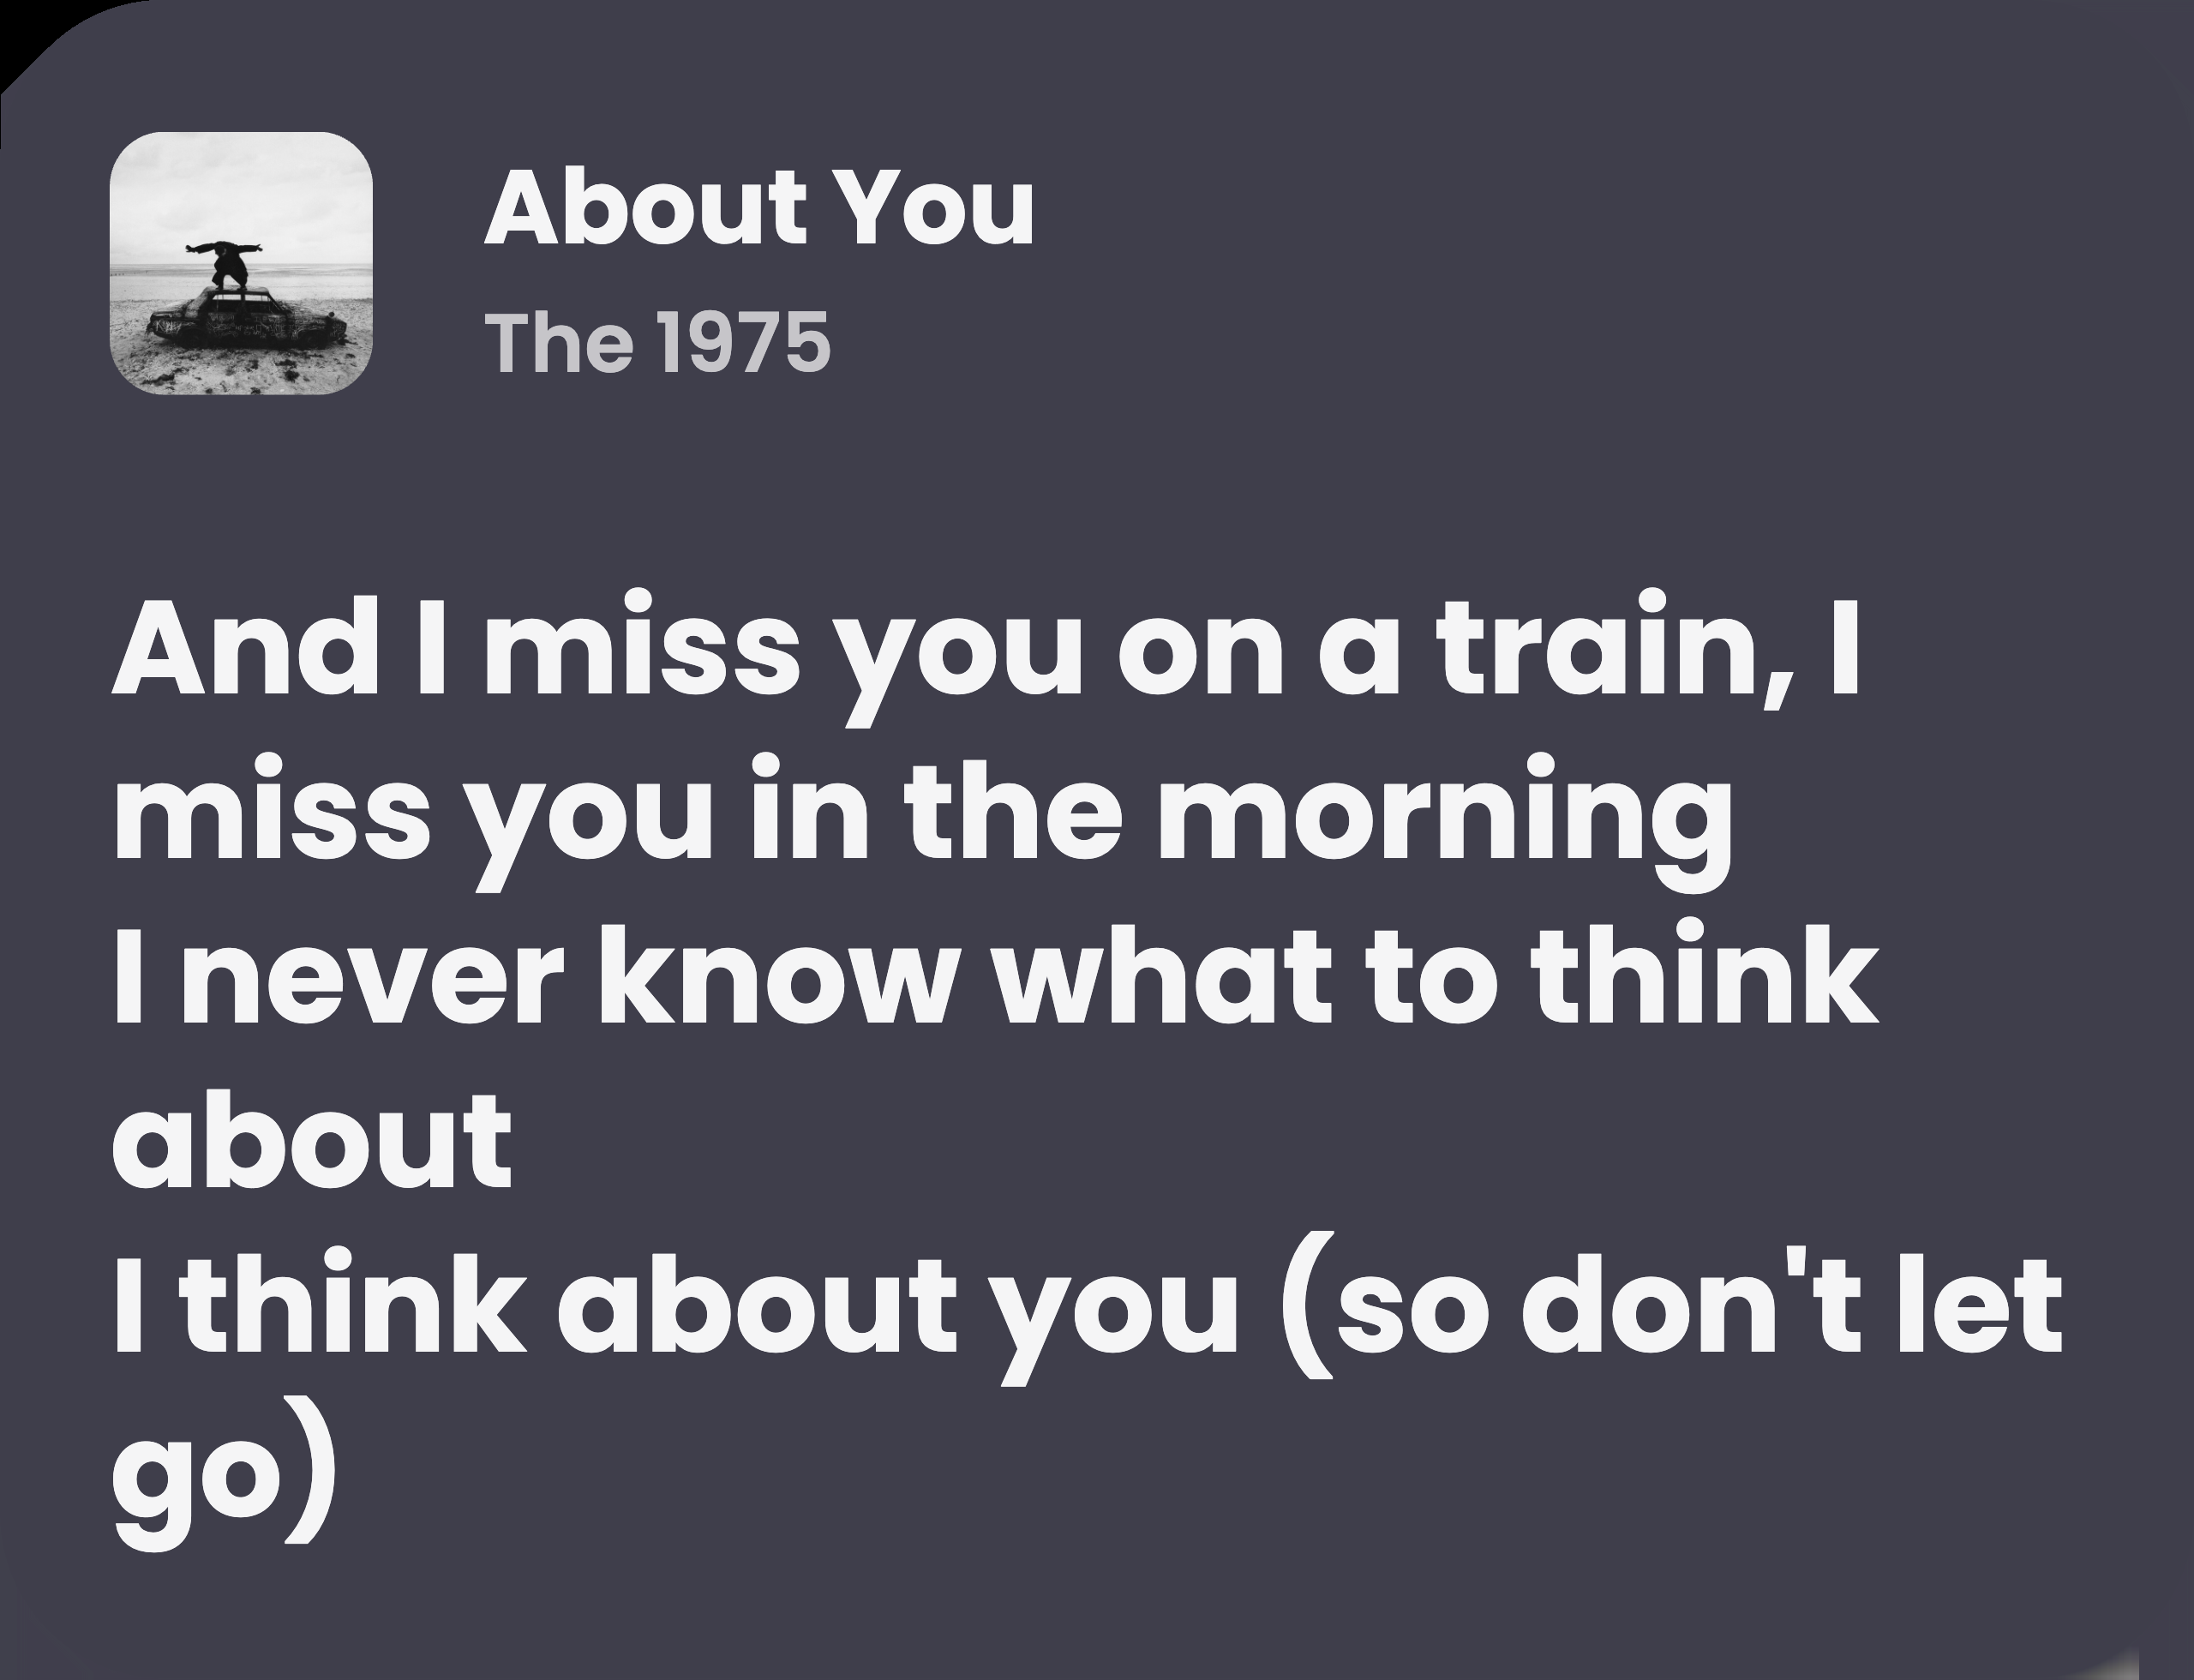 About You
The 1975
And I miss you on a train, I
miss you in the morning
I never know what to think
about
I think about you (so don't let
go)